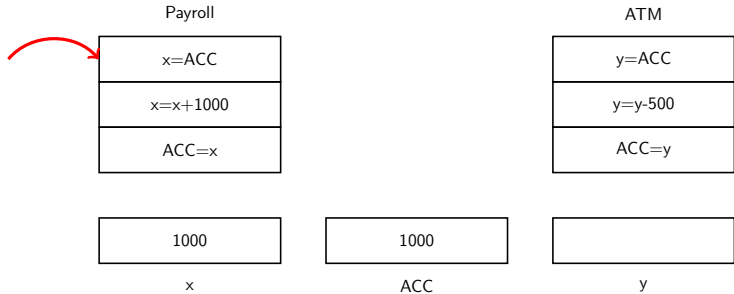 Payroll
ATM
x=ACC
y=ACC
x=x+1000
y=y-500
ACC=x
ACC=y
1000
1000
x
ACC
y